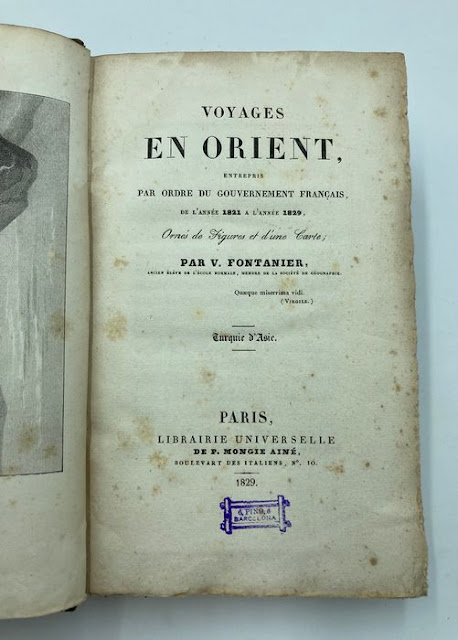 VOYAGES
EN ORIENT,
ENTREPRIS
PAR ORDRE DU GOUVERNEMENT FRANÇAIS,
DE L'ANNÉE 1821 A L'ANNÉE 1829;
Ornés de Figures et d'une Carte;
PAR V. FONTANIER,
ANCIEN ÉLÈVE DE L'ÉCOLE NORMALE, MEMBRE DE LA SOCIÉTÉ DE GÉOGRAPHIE.
Quæque miserrima vidi.
(VIRGILE.)
Turquie d'Asie.
PARIS,
LIBRAIRIE UNIVERSELLE
DE P. MONGIE AINÉ,
BOULEVART DES ITALIENS, N°. 10.
1829.
PINO
BARCELONA